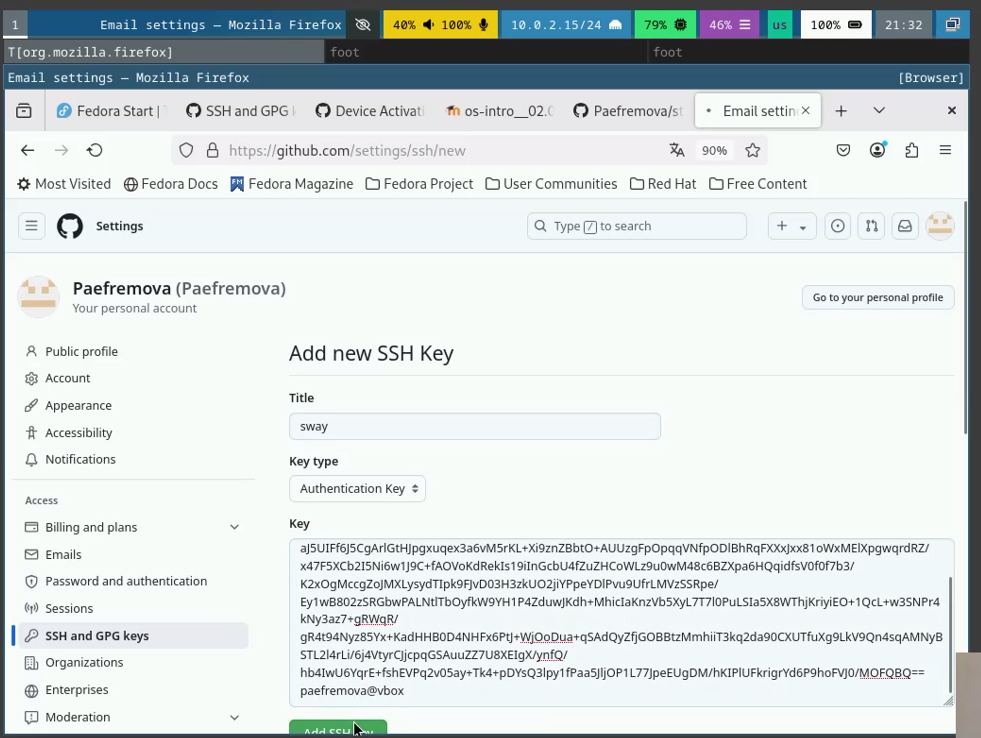 1 Email settings — Mozilla Firefox 40% 100% 10.0.2.15/24 79% 46% us 100% 21:32
T[org.mozilla.firefox] foot foot
Email settings — Mozilla Firefox [Browser]
Fedora Start | SSH and GPG Device Activati os-intro__02.0 Paefremova/st Email settin
https://github.com/settings/ssh/new 90%
Most Visited Fedora Docs Fedora Magazine Fedora Project User Communities Red Hat Free Content
Settings Type / to search
Paefremova (Paefremova)
Your personal account
Go to your personal profile
Public profile
Account
Appearance
Accessibility
Notifications
Access
Billing and plans
Emails
Password and authentication
Sessions
SSH and GPG keys
Organizations
Enterprises
Moderation
Add new SSH Key
Title
sway
Key type
Authentication Key
Key
aJ5UIFf6J5CgArlGtHJpgxuqex3a6vM5rKL+Xi9znZBbtO+AUUzgFpOpqqVNfpODlBhRqFXXxJxx81oWxMElXpgwqrdRZ/
x47F5XCb2I5Ni6w1J9C+fAOVoKdRekIs19iInGcbU4fZuZHCoWLz9u0wM48c6BZXpa6HQqidfsV0f0f7b3/
K2xOgMccgZoJMXLysydTIpk9FJvD03H3zkUO2jiYPpeYDlPvu9UfrLMVzSSRpe/
Ey1wB802zSRGbwPALNtlTbOyfkW9YH1P4ZduwJKdh+MhicIaKnzVb5XyL7T7l0PuLSIa5X8WThjKriyiEO+1QcL+w3SNPr4
kNy3az7+gRWqR/
gR4t94Nyz85Yx+KadHHB0D4NHFx6PtJ+WjOoDua+qSAdQyZfjGOBBtzMmhiiT3kq2da90CXUTfuXg9LkV9Qn4sqAMNyB
STL2l4rLi/6j4VtyrCJjcpqGSAuuZZ7U8XEIgX/ynfQ/
hb4IwU6YqrE+fshEVPq2v05ay+Tk4+pDYsQ3lpy1fPaa5JljOP1L77JpeEUgDM/hKIPlUFkrigrYd6P9hoFVJ0/MOFQBQ==
paefremova@vbox
Add SSH key